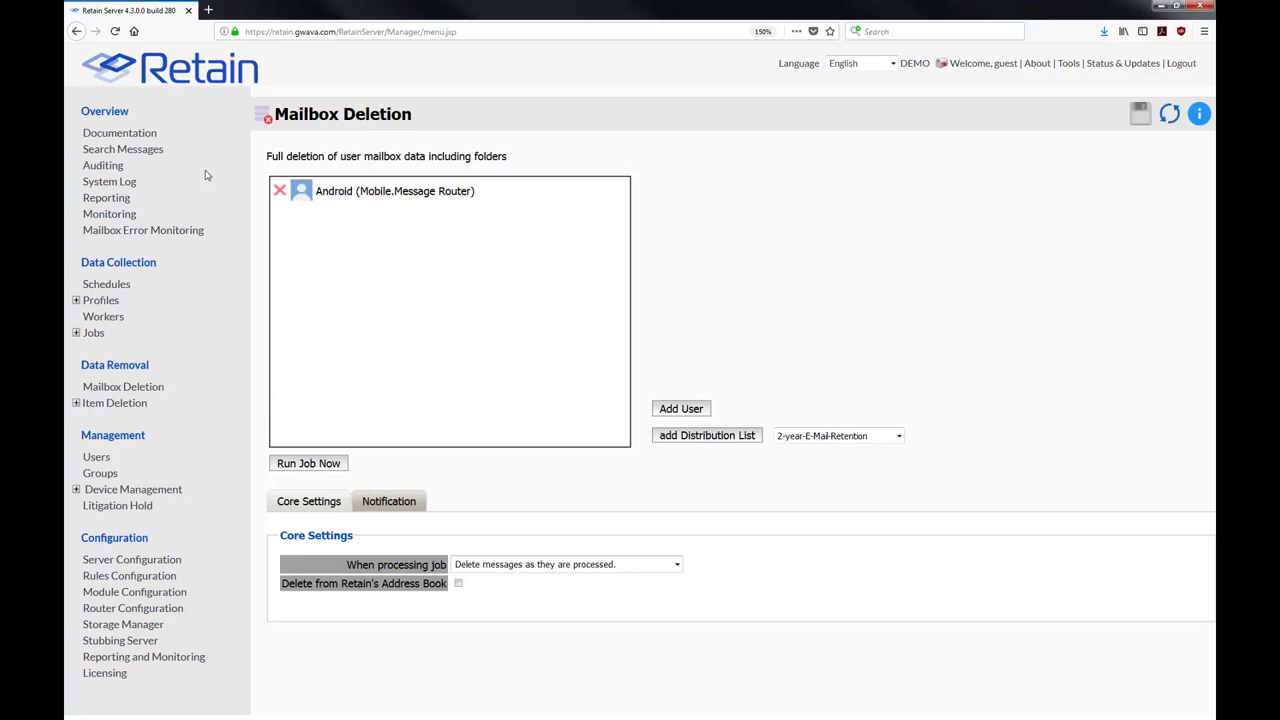 Retain Server 4.3.0.0 build 280
https://retain.gwava.com/RetainServer/Manager/menu.jsp
150%
Search
Retain
Language
English
DEMO
Welcome, guest | About | Tools | Status & Updates | Logout
Overview
Documentation
Search Messages
Auditing
System Log
Reporting
Monitoring
Mailbox Error Monitoring
Data Collection
Schedules
Profiles
Workers
Jobs
Data Removal
Mailbox Deletion
Item Deletion
Management
Users
Groups
Device Management
Litigation Hold
Configuration
Server Configuration
Rules Configuration
Module Configuration
Router Configuration
Storage Manager
Stubbing Server
Reporting and Monitoring
Licensing
Mailbox Deletion
Full deletion of user mailbox data including folders
Android (Mobile.Message Router)
Add User
add Distribution List
2-year-E-Mail-Retention
Run Job Now
Core Settings
Notification
Core Settings
When processing job
Delete messages as they are processed.
Delete from Retain's Address Book